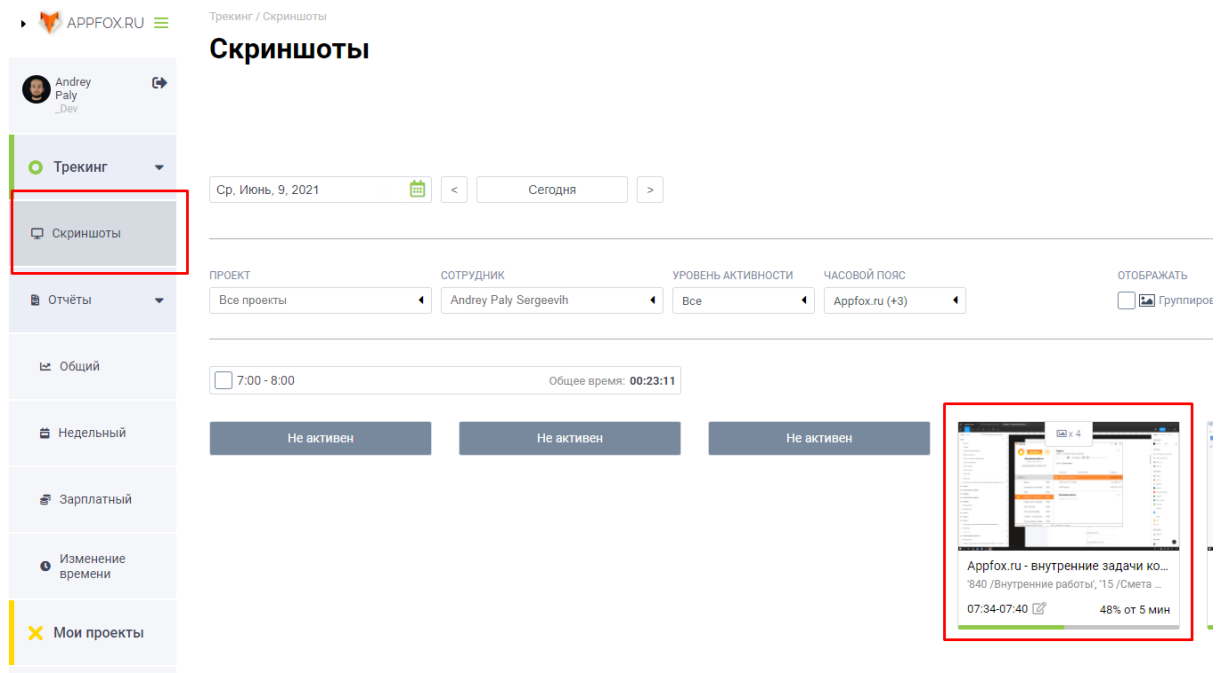 APPFOX.RU
Трекинг / Скриншоты
Скриншоты
Andrey
Paly
_Dev
Трекинг
Скриншоты
Отчёты
Общий
Недельный
Зарплатный
Изменение
времени
Мои проекты
Ср, Июнь, 9, 2021
<
Сегодня
>
ПРОЕКТ
СОТРУДНИК
УРОВЕНЬ АКТИВНОСТИ
ЧАСОВОЙ ПОЯС
ОТОБРАЖАТЬ
Все проекты
Andrey Paly Sergeevih
Все
Appfox.ru (+3)
Группиров
7:00 - 8:00
Общее время: 00:23:11
Не активен
Не активен
Не активен
x 4
Appfox.ru - внутренние задачи ко...
'840 /Внутренние работы', '15 /Смета ...
07:34-07:40
48% от 5 мин